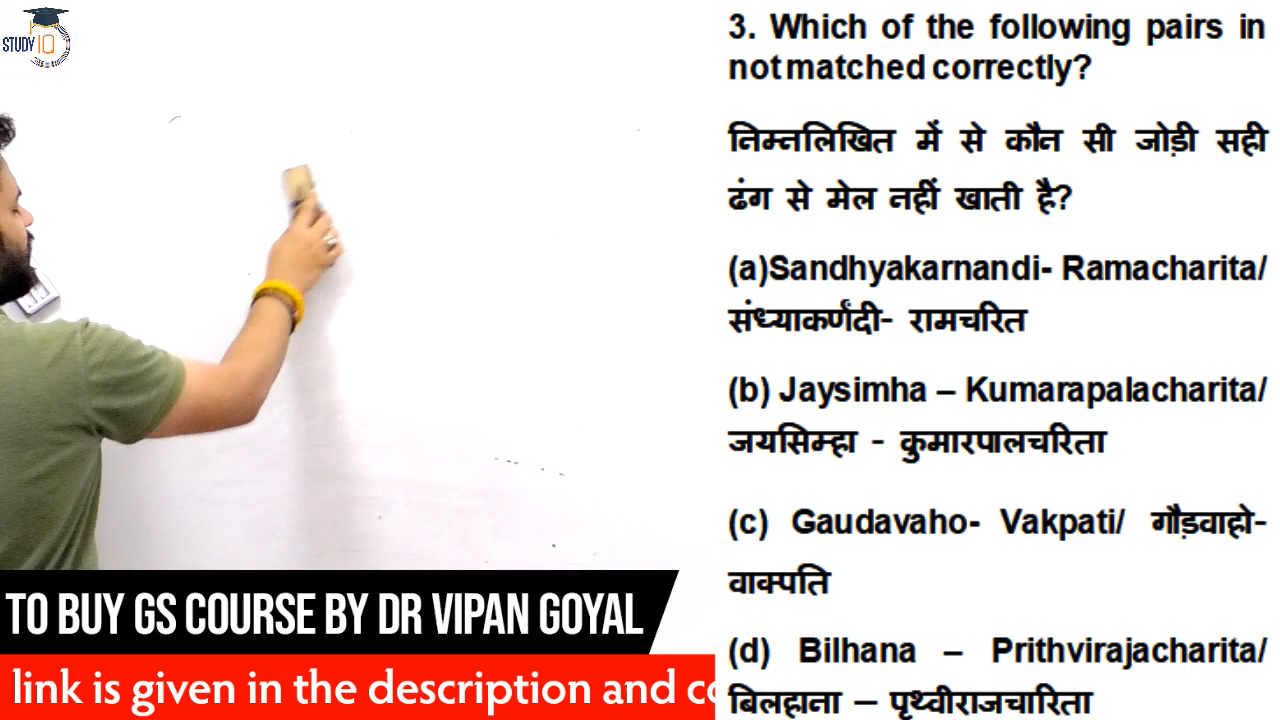 STUDY IQ
3. Which of the following pairs in
not matched correctly?
निम्नलिखित में से कौन सी जोड़ी सही
ढंग से मेल नहीं खाती है?
(a)Sandhyakarnandi- Ramacharita/
संध्याकर्णंदी- रामचरित
(b) Jaysimha – Kumarapalacharita/
जयसिम्हा - कुमारपालचरिता
(c) Gaudavaho- Vakpati/ गौड़वाहो-
वाक्पति
(d) Bilhana – Prithvirajacharita/
बिलहाना – पृथ्वीराजचारिता
TO BUY GS COURSE BY DR VIPAN GOYAL
link is given in the description and